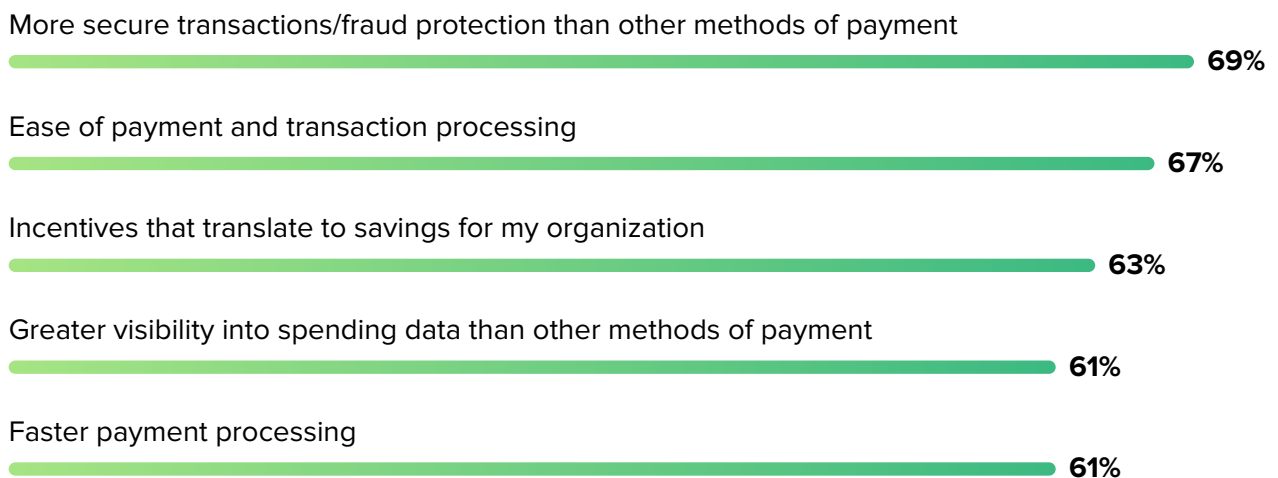 More secure transactions/fraud protection than other methods of payment
69%
Ease of payment and transaction processing
67%
Incentives that translate to savings for my organization
63%
Greater visibility into spending data than other methods of payment
61%
Faster payment processing
61%